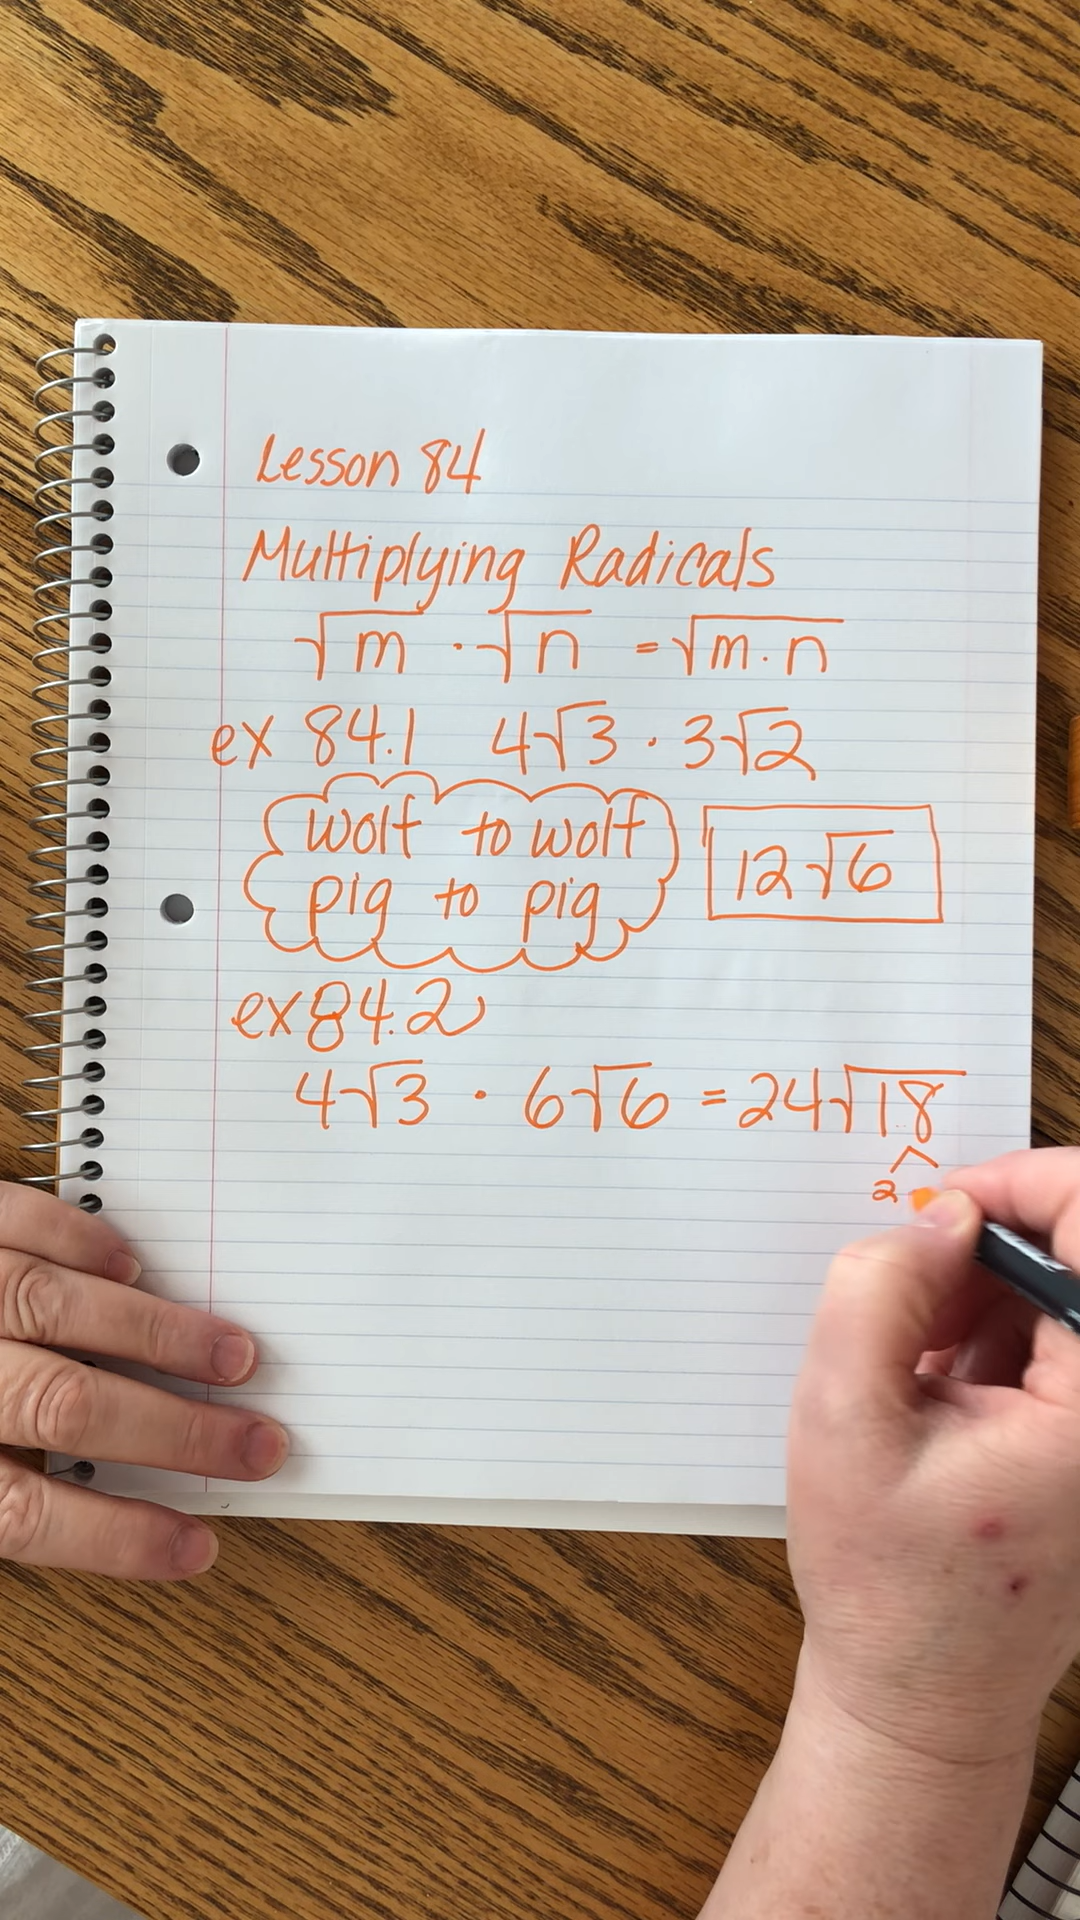 Lesson 84
Multiplying Radicals
√m · √n = √m · n
ex 84.1 4√3 · 3√2
wolf to wolf
pig to pig
12√6
ex 84.2
4√3 · 6√6 = 24√18
2